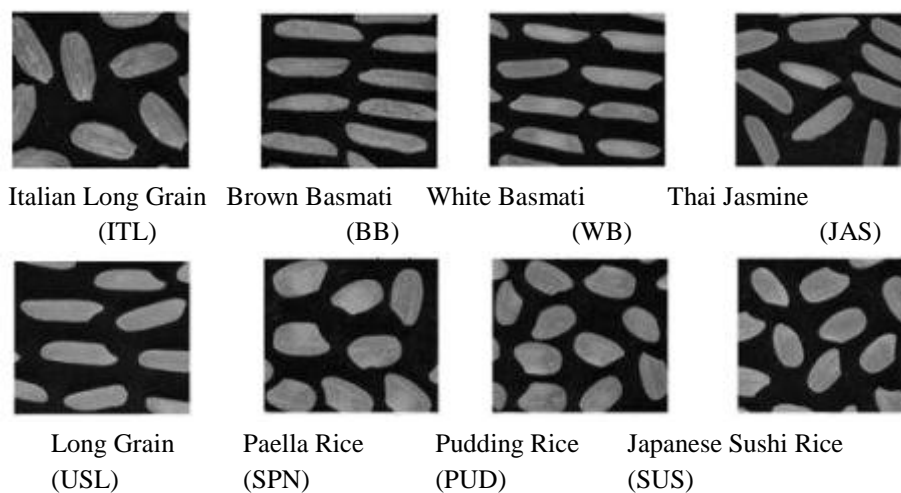 Italian Long Grain Brown Basmati White Basmati Thai Jasmine
(ITL) (BB) (WB) (JAS)
Long Grain Paella Rice Pudding Rice Japanese Sushi Rice
(USL) (SPN) (PUD) (SUS)